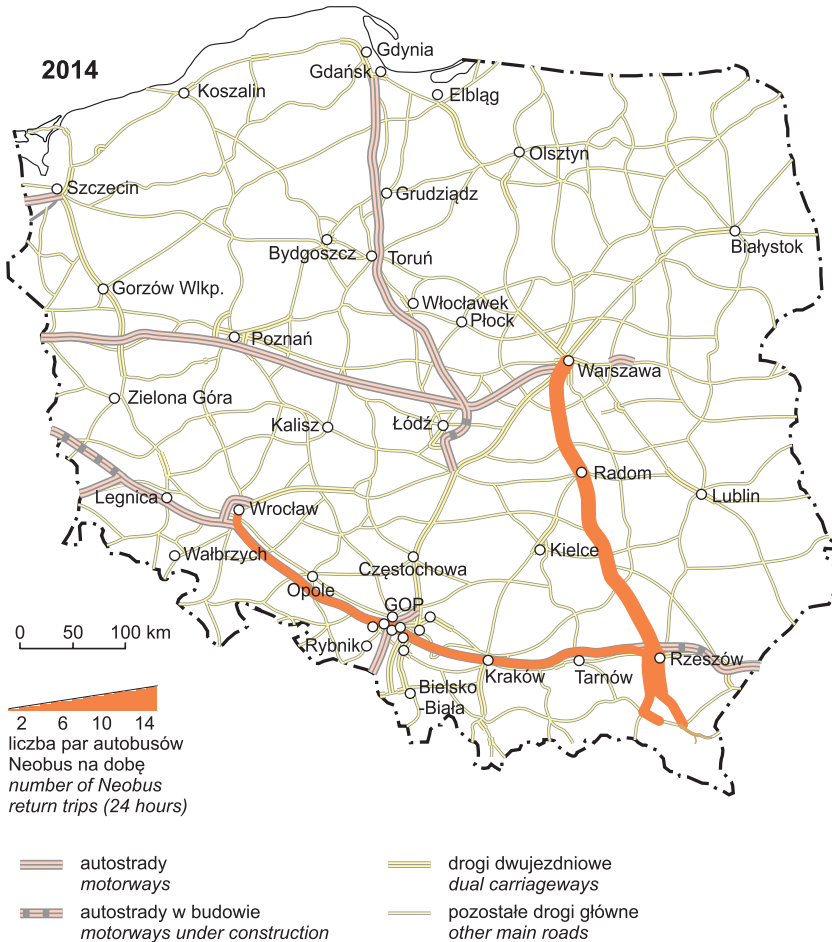 2014
Gdynia
Gdańsk
Koszalin
Elbląg
Olsztyn
Szczecin
Grudziądz
Białystok
Bydgoszcz
Toruń
Gorzów Wlkp.
Włocławek
Płock
Poznań
Warszawa
Zielona Góra
Kalisz
Łódź
Radom
Legnica
Wrocław
Lublin
Wałbrzych
Kielce
Częstochowa
Opole
GOP
0 50 100 km
Rybnik
Kraków
Tarnów
Rzeszów
Bielsko
-Biała
2 6 10 14
liczba par autobusów
Neobus na dobę
number of Neobus
return trips (24 hours)
autostrady
motorways
autostrady w budowie
motorways under construction
drogi dwujezdniowe
dual carriageways
pozostałe drogi główne
other main roads